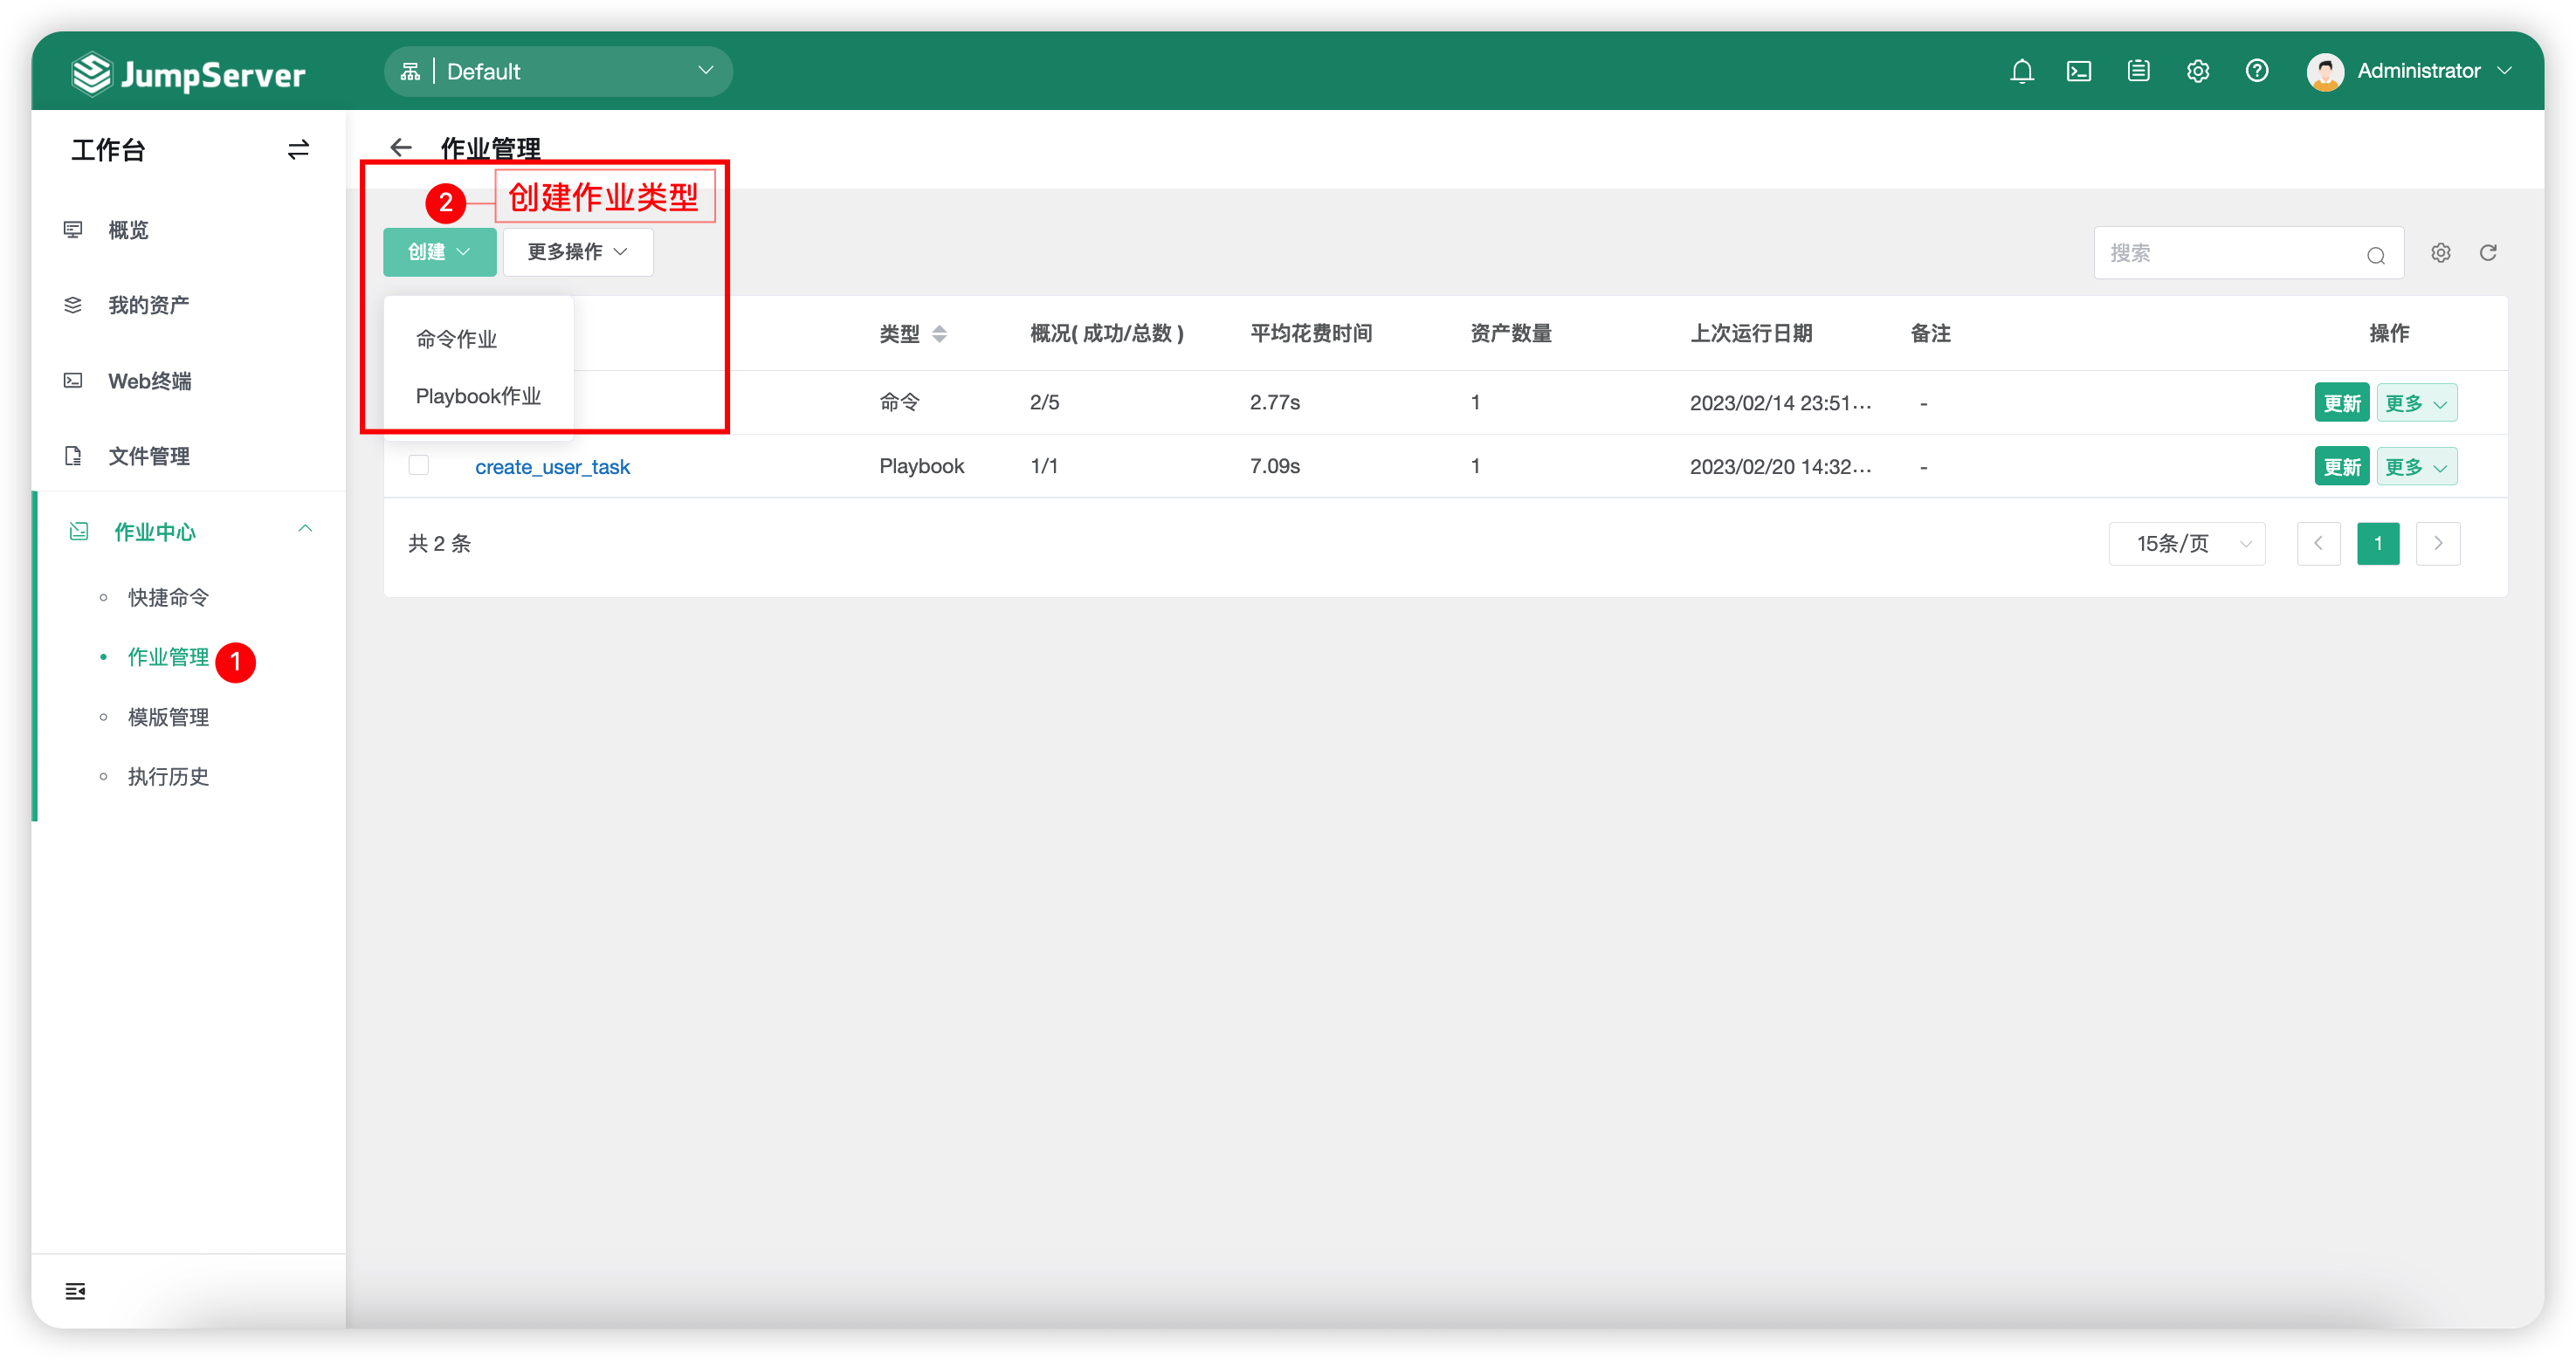 JumpServer
Default
Administrator
工作台
概览
我的资产
Web终端
文件管理
作业中心
快捷命令
作业管理 1
模版管理
执行历史
作业管理
2 创建作业类型
创建 更多操作
搜索
命令作业
Playbook作业
类型 概况( 成功/总数 ) 平均花费时间 资产数量 上次运行日期 备注 操作
命令 2/5 2.77s 1 2023/02/14 23:51... - 更新 更多
create_user_task Playbook 1/1 7.09s 1 2023/02/20 14:32... - 更新 更多
共 2 条 15条/页 1